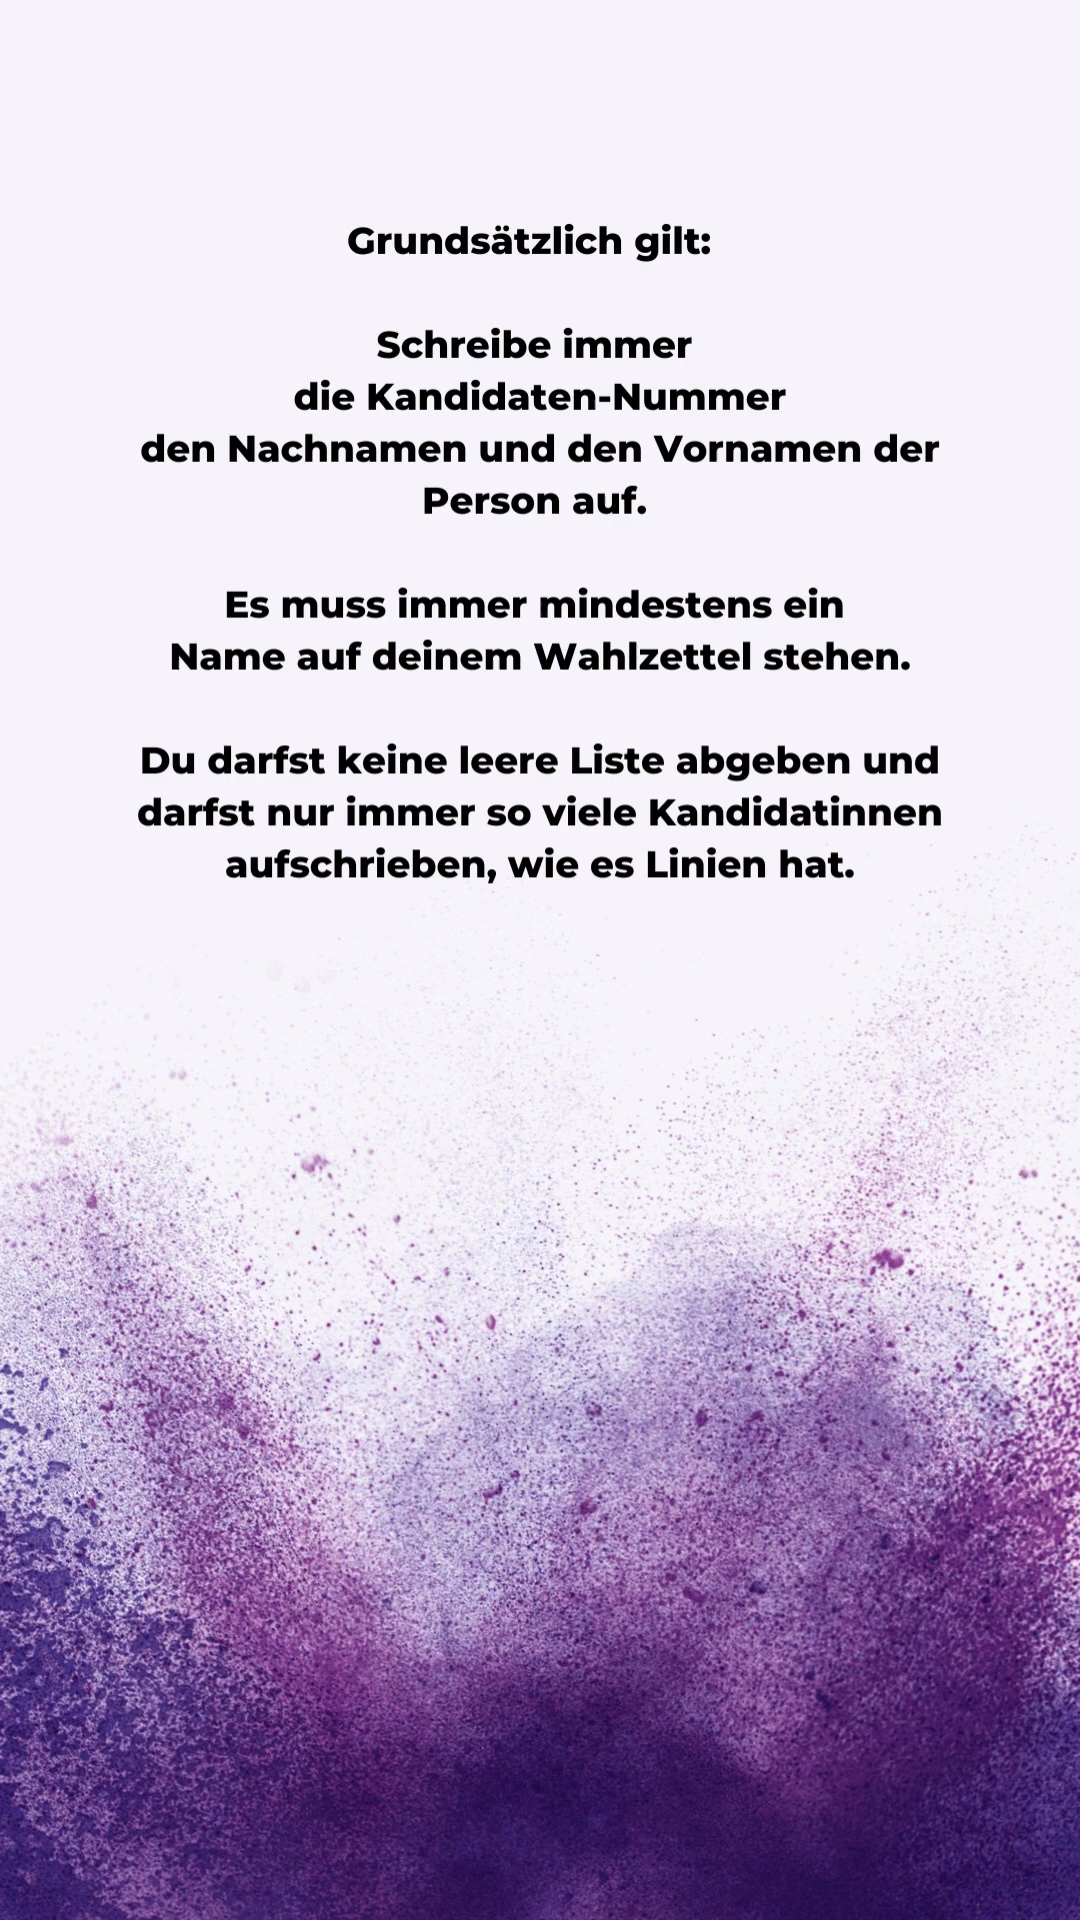 Grundsätzlich gilt:
Schreibe immer
die Kandidaten-Nummer
den Nachnamen und den Vornamen der
Person auf.
Es muss immer mindestens ein
Name auf deinem Wahlzettel stehen.
Du darfst keine leere Liste abgeben und
darfst nur immer so viele Kandidatinnen
aufschrieben, wie es Linien hat.